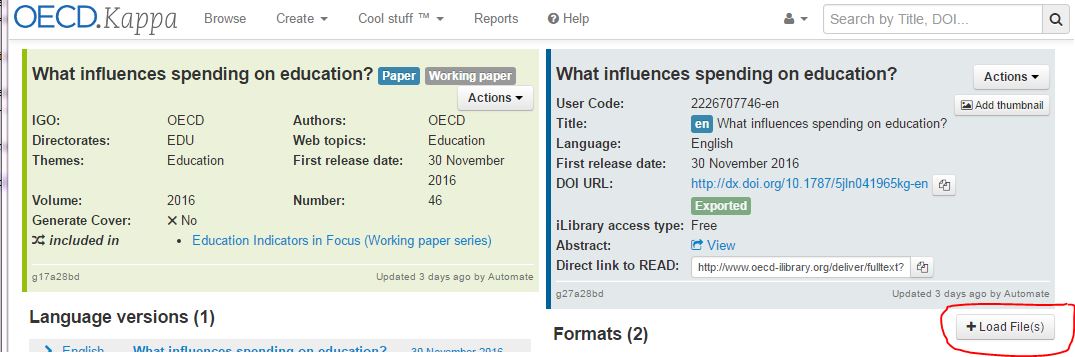 OECD.Kappa Browse Create Cool stuff ™ Reports Help Search by Title, DOI...
What influences spending on education? Paper Working paper
Actions
IGO: OECD Authors: OECD
Directorates: EDU Web topics: Education
Themes: Education First release date: 30 November
2016
Volume: 2016 Number: 46
Generate Cover: No
included in Education Indicators in Focus (Working paper series)
g17a28bd Updated 3 days ago by Automate
Language versions (1)
English What influences spending on education? 30 November 2016
What influences spending on education? Actions
User Code: 2226707746-en Add thumbnail
Title: en What influences spending on education?
Language: English
First release date: 30 November 2016
DOI URL: http://dx.doi.org/10.1787/5jln041965kg-en
Exported
iLibrary access type: Free
Abstract: View
Direct link to READ: http://www.oecd-ilibrary.org/deliver/fulltext?
g27a28bd Updated 3 days ago by Automate
Formats (2) Load File(s)